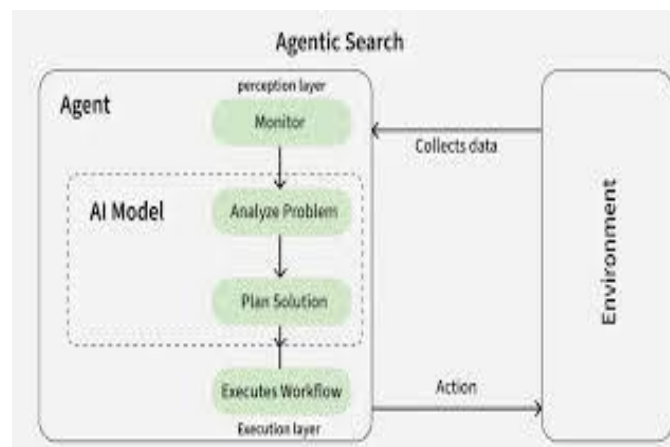 Agentic Search
Agent
perception layer
Monitor
Collects data
AI Model
Analyze Problem
Plan Solution
Environment
Executes Workflow
Action
Execution layer